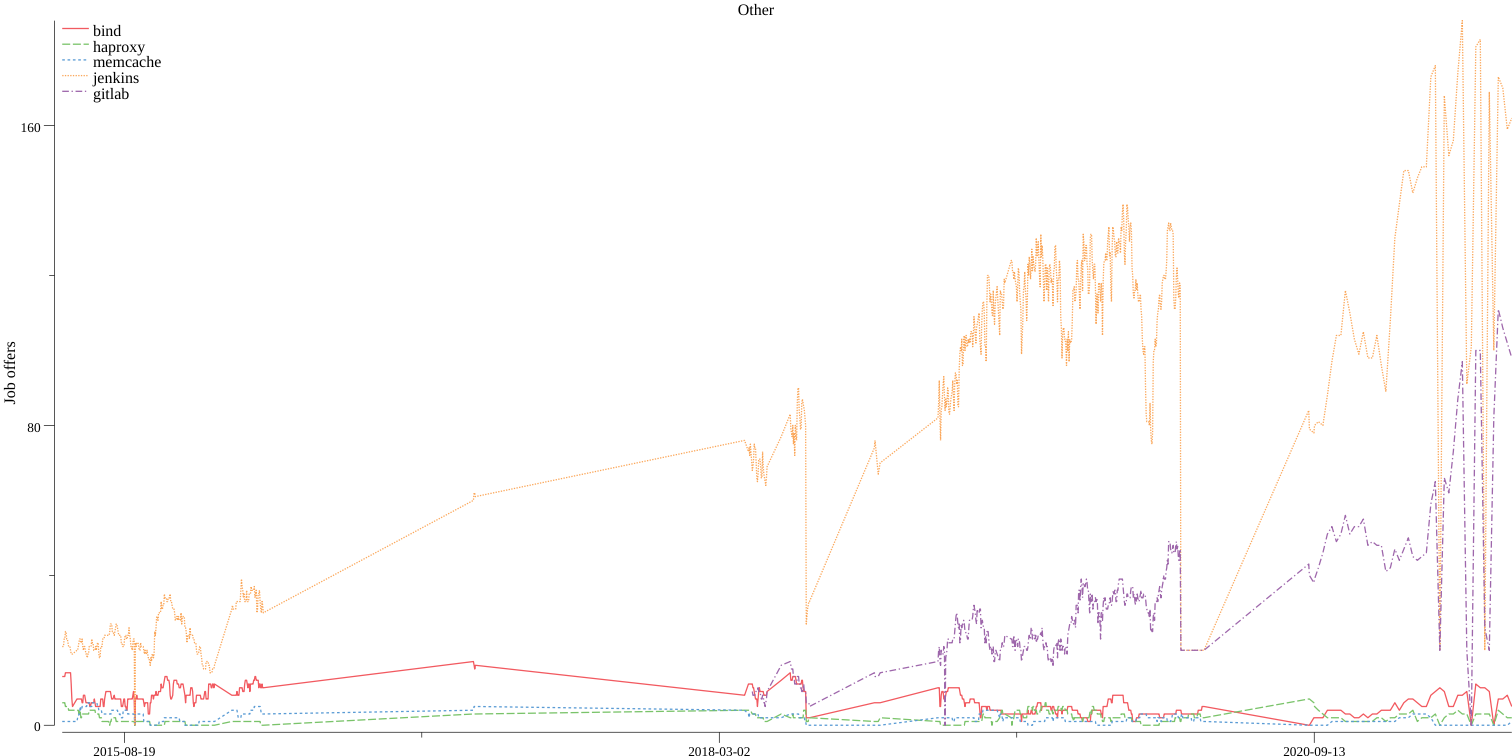 Other
bind
haproxy
memcache
jenkins
gitlab
160
80
0
Job offers
2015-08-19
2018-03-02
2020-09-13